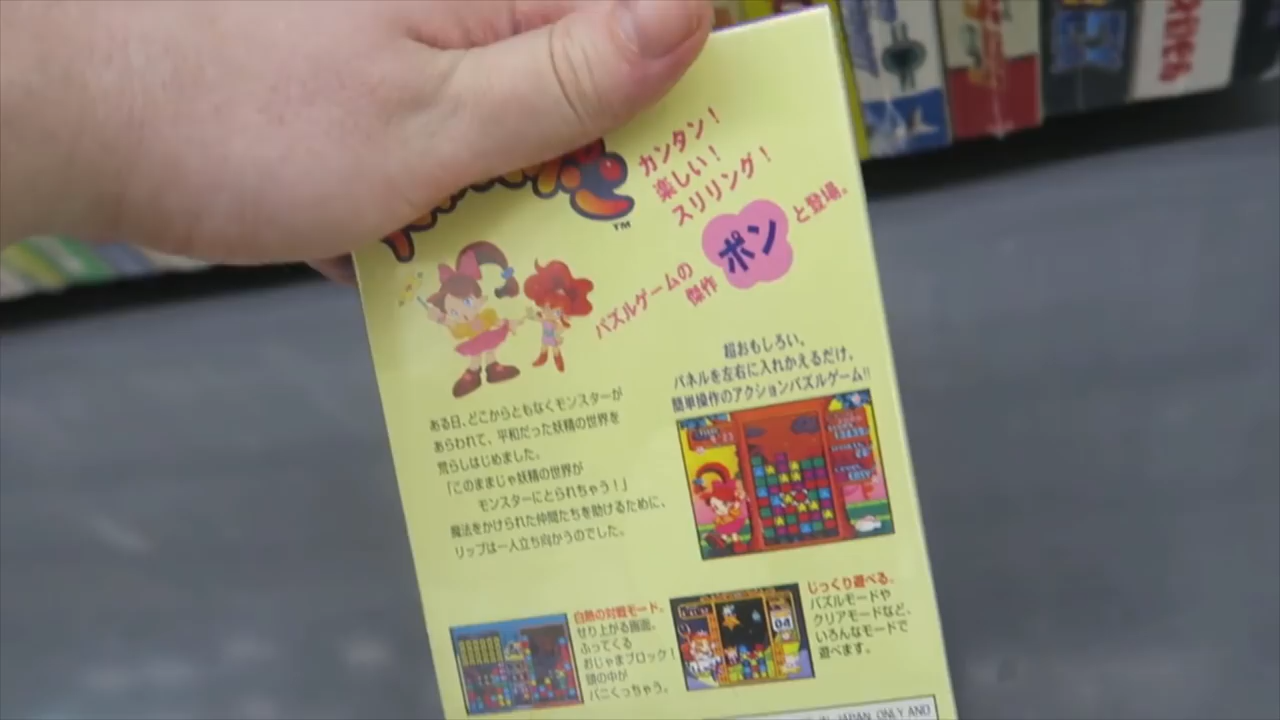 カンタン！
楽しい！
スリリング！
パズルゲームの
傑作
ポン
と登場。
TM
超おもしろい、
パネルを左右に入れかえるだけ、
簡単操作のアクションパズルゲーム!!
ある日、どこからともなくモンスターが
あらわれて、平和だった妖精の世界を
荒らしはじめました。
「このままじゃ妖精の世界が
モンスターにとられちゃう！」
魔法をかけられた仲間たちを助けるために、
リップは一人立ち向かうのでした。
白熱の対戦モード。
せり上がる画面、
ふってくる
おじゃまブロック！
頭の中が
パニくっちゃう。
04
じっくり遊べる。
パズルモードや
クリアモードなど、
いろんなモードで
遊べます。
JAPAN ONLY AND